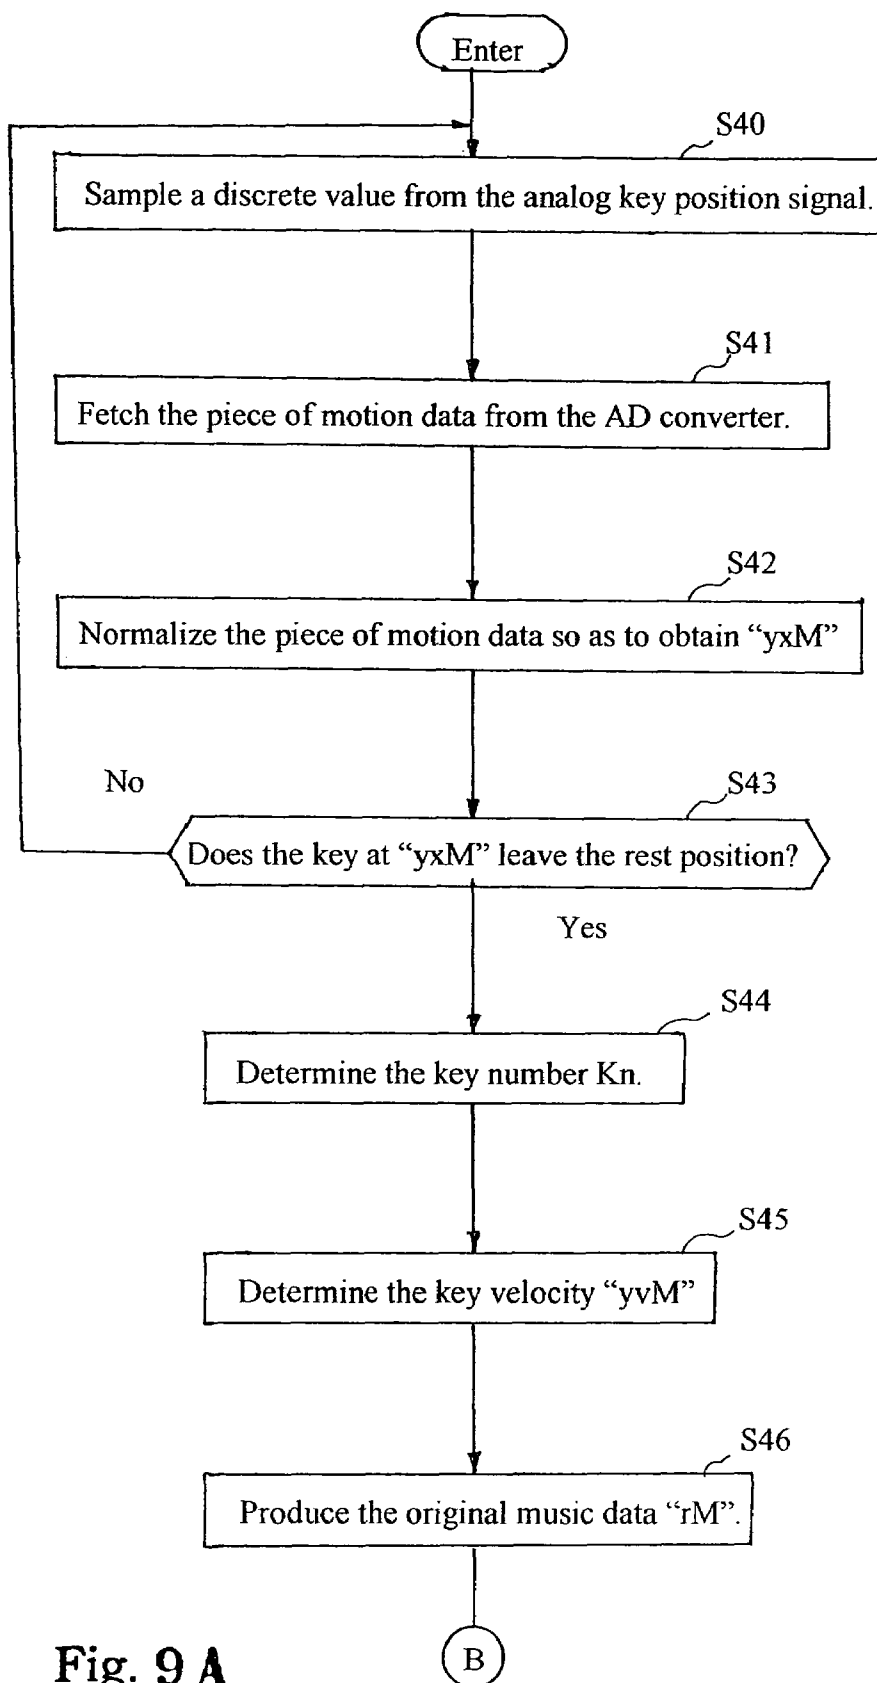 Enter
S40
Sample a discrete value from the analog key position signal.
S41
Fetch the piece of motion data from the AD converter.
S42
Normalize the piece of motion data so as to obtain “yxM”
No
S43
Does the key at “yxM” leave the rest position?
Yes
S44
Determine the key number Kn.
S45
Determine the key velocity “yvM”
S46
Produce the original music data “rM”.
B
Fig. 9 A